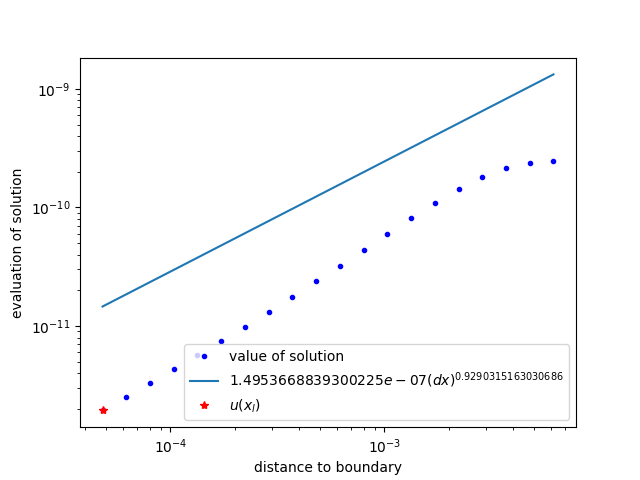 10⁻⁹
10⁻¹⁰
10⁻¹¹
evaluation of solution
value of solution
1.4953668839300225e − 07(dx)^0.9290315163030686
u(x_l)
10⁻⁴
10⁻³
distance to boundary